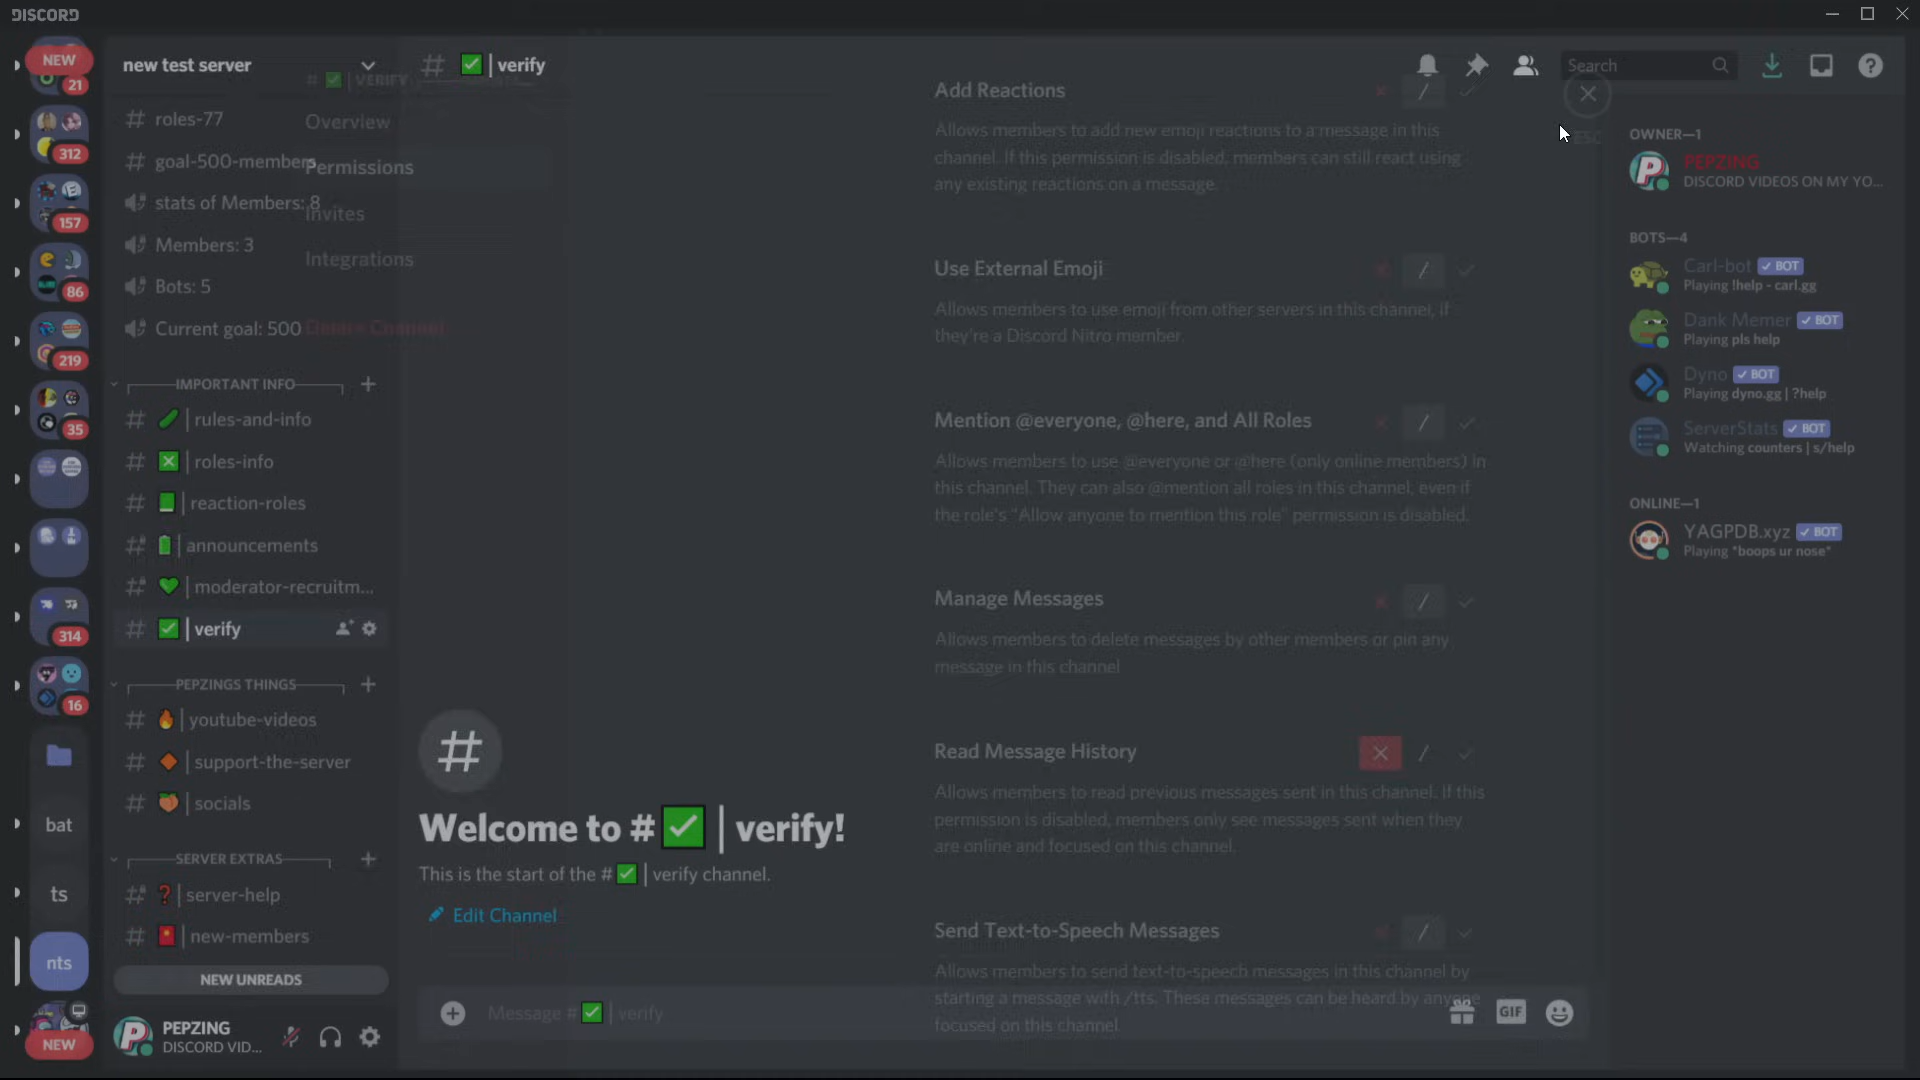 DISCORD
NEW
21
312
157
86
219
35
314
16
bat
ts
nts
NEW
new test server
roles-77
goal-500-members
stats of Members: 8
Members: 3
Bots: 5
Current goal: 500
IMPORTANT INFO
| rules-and-info
| roles-info
| reaction-roles
| announcements
| moderator-recruitm...
| verify
PEPZINGS THINGS
| youtube-videos
| support-the-server
| socials
SERVER EXTRAS
| server-help
| new-members
NEW UNREADS
PEPZING
DISCORD VID...
# ✅ | VERIFY
Overview
Permissions
Invites
Integrations
Delete Channel
# ✅ | verify
Search
ESC
Add Reactions
Allows members to add new emoji reactions to a message in this
channel. If this permission is disabled, members can still react using
any existing reactions on a message.
Use External Emoji
Allows members to use emoji from other servers in this channel, if
they're a Discord Nitro member.
Mention @everyone, @here, and All Roles
Allows members to use @everyone or @here (only online members) in
this channel. They can also @mention all roles in this channel, even if
the role's "Allow anyone to mention this role" permission is disabled.
Manage Messages
Allows members to delete messages by other members or pin any
message in this channel
Read Message History
Allows members to read previous messages sent in this channel. If this
permission is disabled, members only see messages sent when they
are online and focused on this channel.
Send Text-to-Speech Messages
Allows members to send text-to-speech messages in this channel by
starting a message with /tts. These messages can be heard by anyone
focused on this channel.
Welcome to # ✅ | verify!
This is the start of the # ✅ | verify channel.
Edit Channel
Message # ✅ | verify
GIF
OWNER—1
PEPZING
DISCORD VIDEOS ON MY YO...
BOTS—4
Carl-bot ✓ BOT
Playing !help - carl.gg
Dank Memer ✓ BOT
Playing pls help
Dyno ✓ BOT
Playing dyno.gg | ?help
ServerStats ✓ BOT
Watching counters | s/help
ONLINE—1
YAGPDB.xyz ✓ BOT
Playing *boops ur nose*